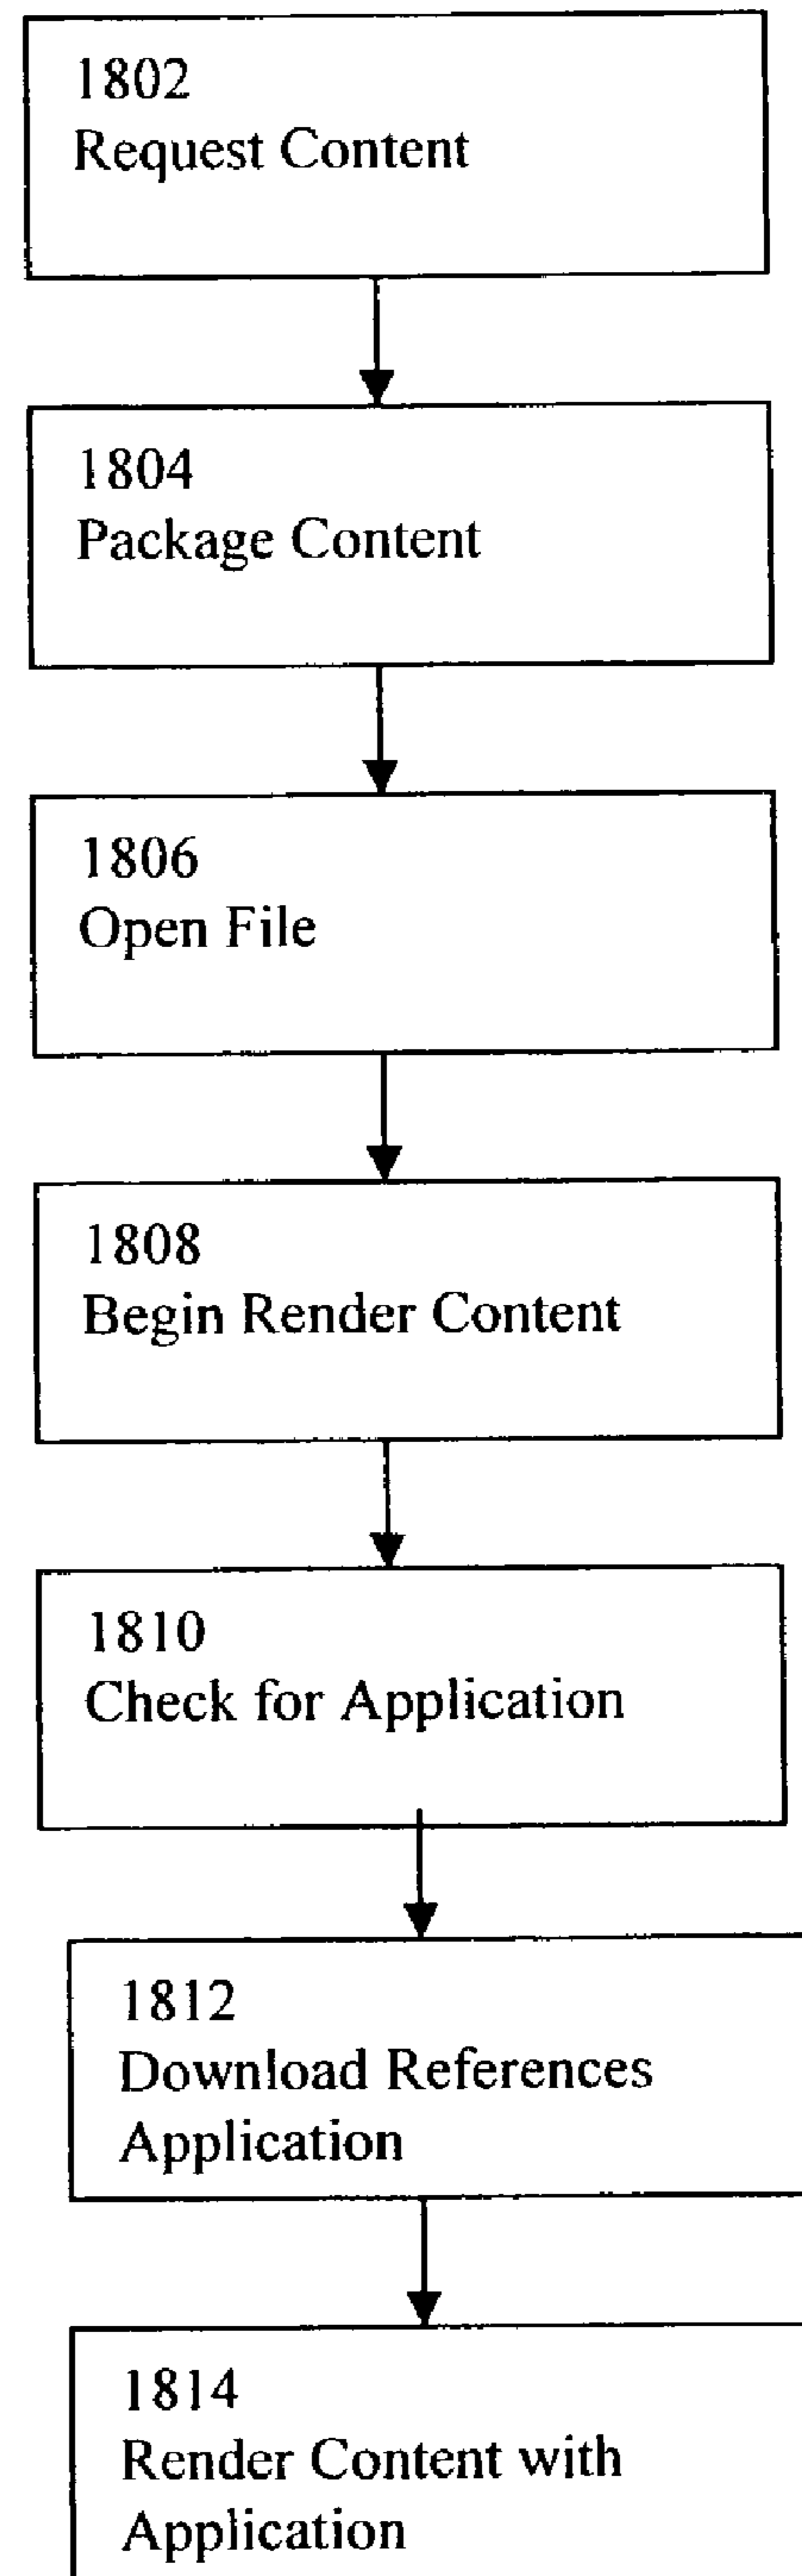 1802
Request Content
1804
Package Content
1806
Open File
1808
Begin Render Content
1810
Check for Application
1812
Download References
Application
1814
Render Content with
Application